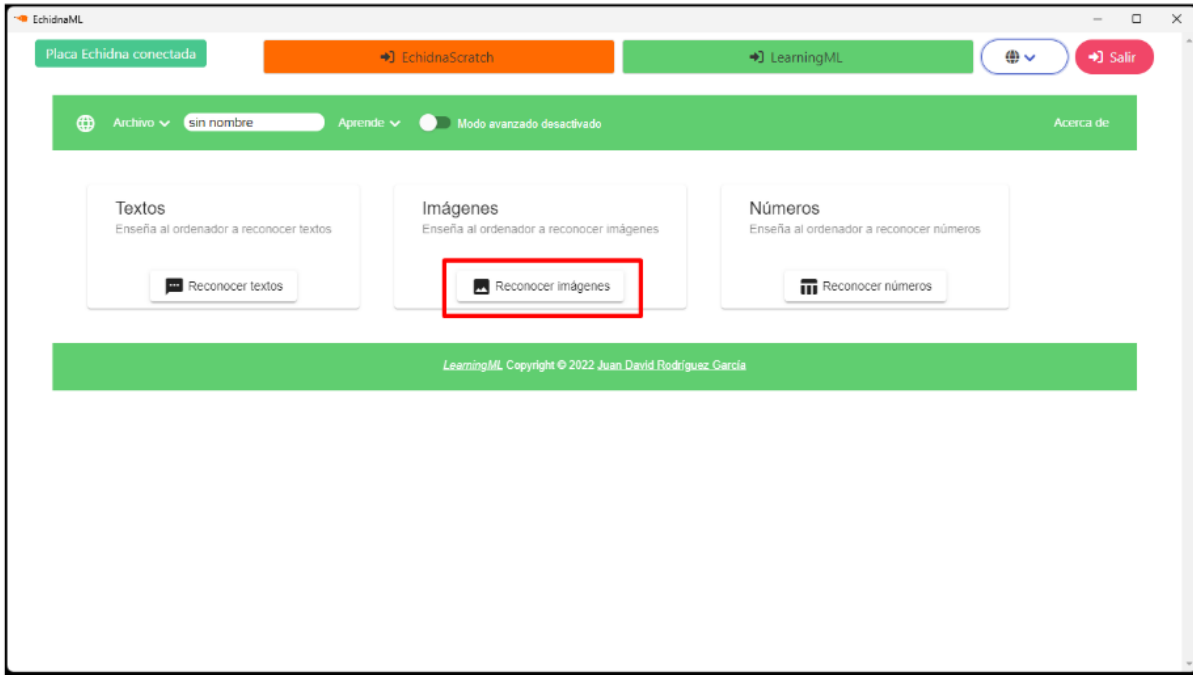 EchidnaML
Placa Echidna conectada
EchidnaScratch
LearningML
Salir
Archivo
sin nombre
Aprende
Modo avanzado desactivado
Acerca de
Textos
Enseña al ordenador a reconocer textos
Reconocer textos
Imágenes
Enseña al ordenador a reconocer imágenes
Reconocer imágenes
Números
Enseña al ordenador a reconocer números
Reconocer números
LearningML Copyright © 2022 Juan David Rodríguez García